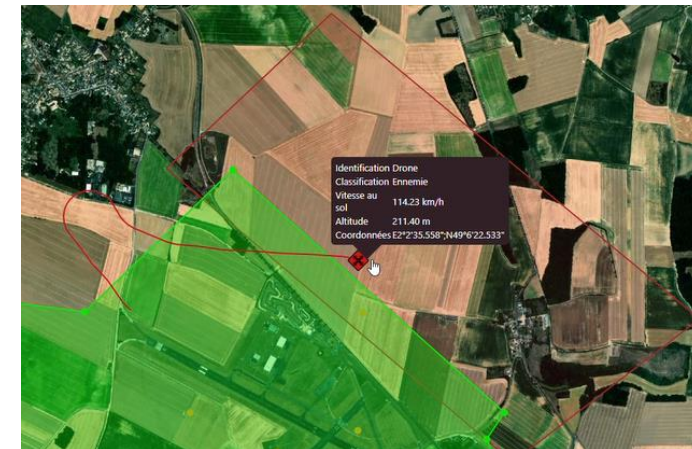 Identification Drone
Classification Ennemie
Vitesse au
sol 114.23 km/h
Altitude 211.40 m
Coordonnées E2°2'35.558";N49°6'22.533"